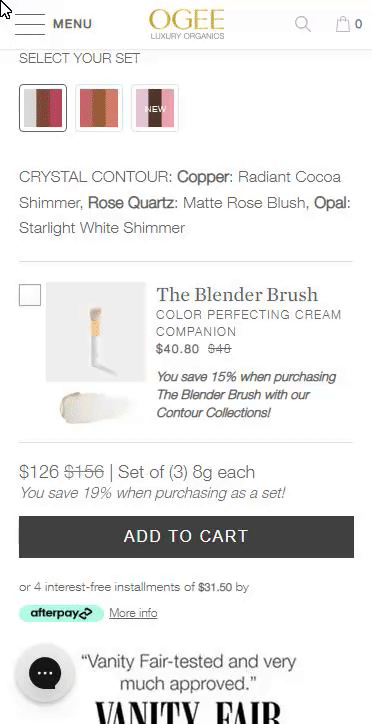 MENU
OGEE
LUXURY ORGANICS
0
SELECT YOUR SET
NEW
CRYSTAL CONTOUR: Copper: Radiant Cocoa
Shimmer, Rose Quartz: Matte Rose Blush, Opal:
Starlight White Shimmer
The Blender Brush
COLOR PERFECTING CREAM
COMPANION
$40.80 $48
You save 15% when purchasing
The Blender Brush with our
Contour Collections!
$126 $156 | Set of (3) 8g each
You save 19% when purchasing as a set!
ADD TO CART
or 4 interest-free installments of $31.50 by
afterpay More info
“Vanity Fair-tested and very
much approved.”
VANITY FAIR